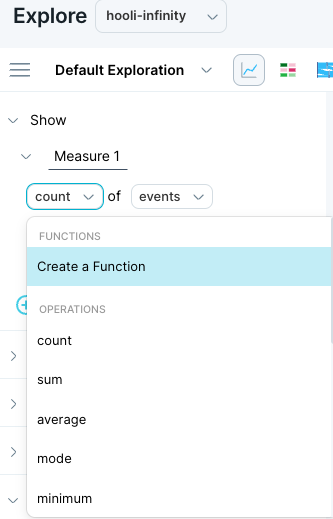 Explore hooli-infinity
Default Exploration
Show
Measure 1
count of events
FUNCTIONS
Create a Function
OPERATIONS
count
sum
average
mode
minimum